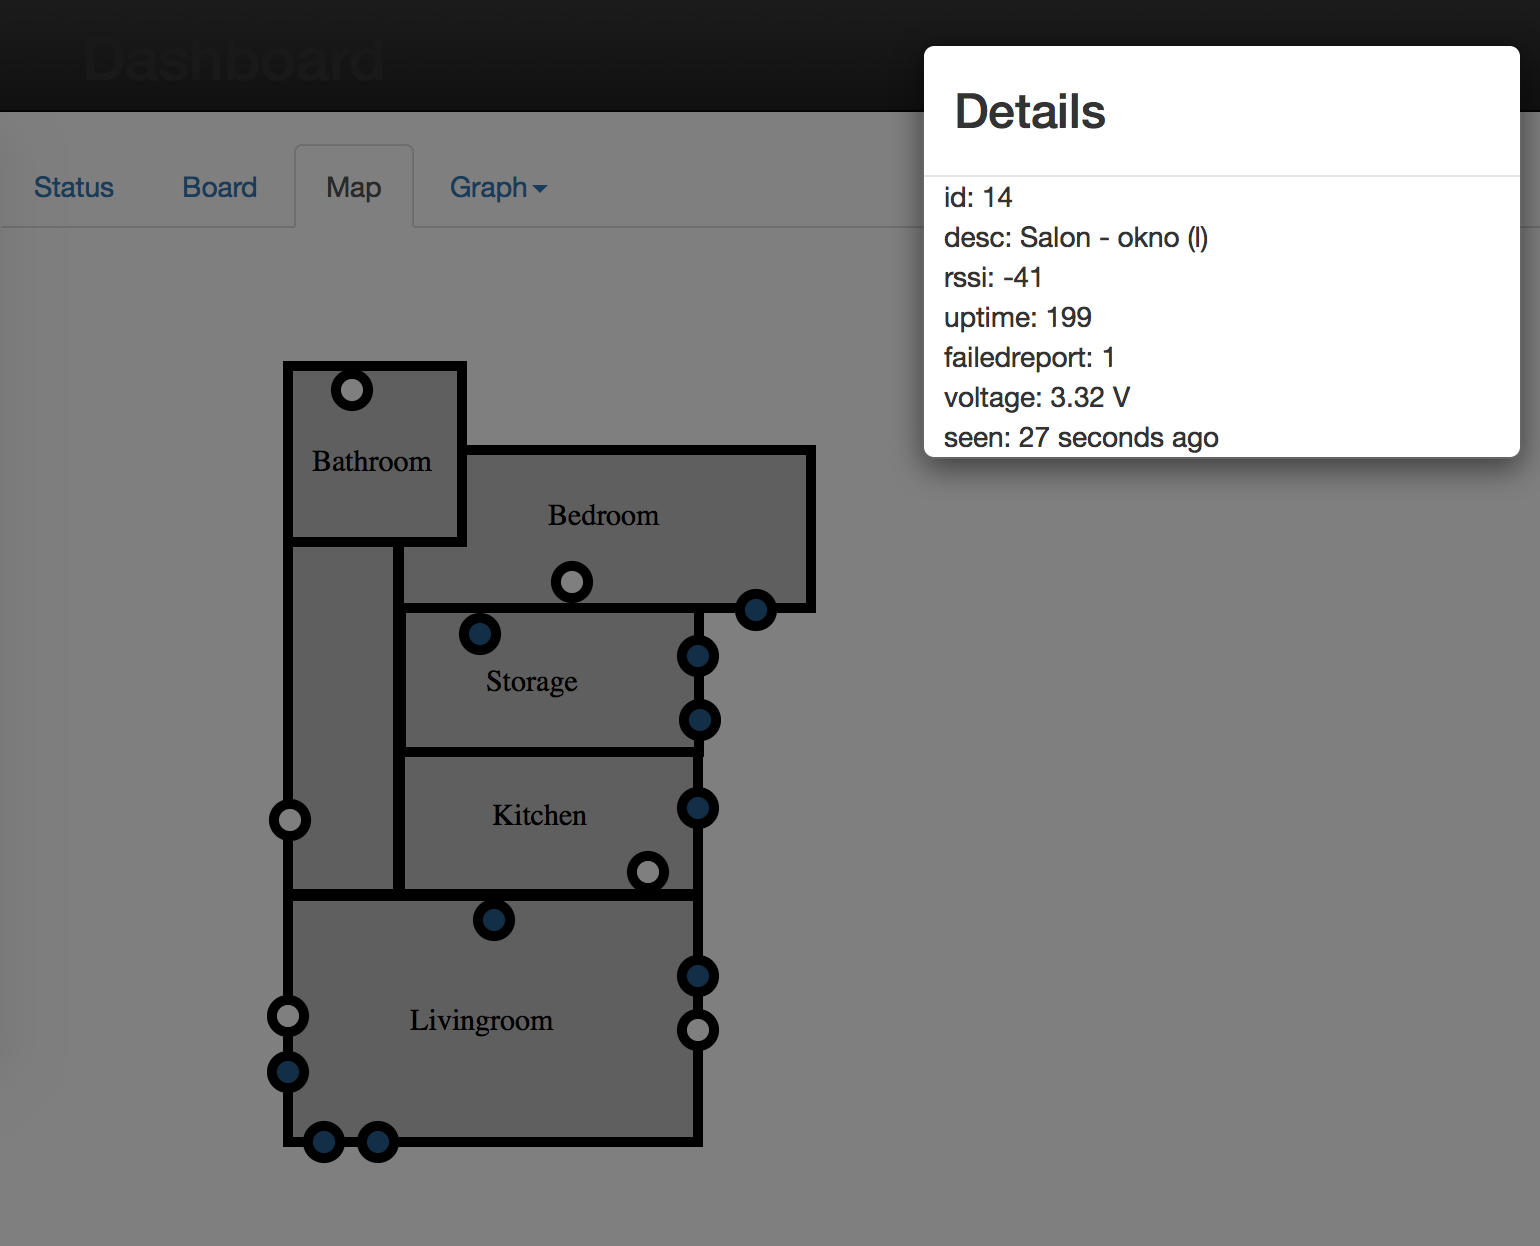 Dashboard
Details
Status
Board
Map
Graph
id: 14
desc: Salon - okno (l)
rssi: -41
uptime: 199
failedreport: 1
voltage: 3.32 V
seen: 27 seconds ago
Bathroom
Bedroom
Storage
Kitchen
Livingroom